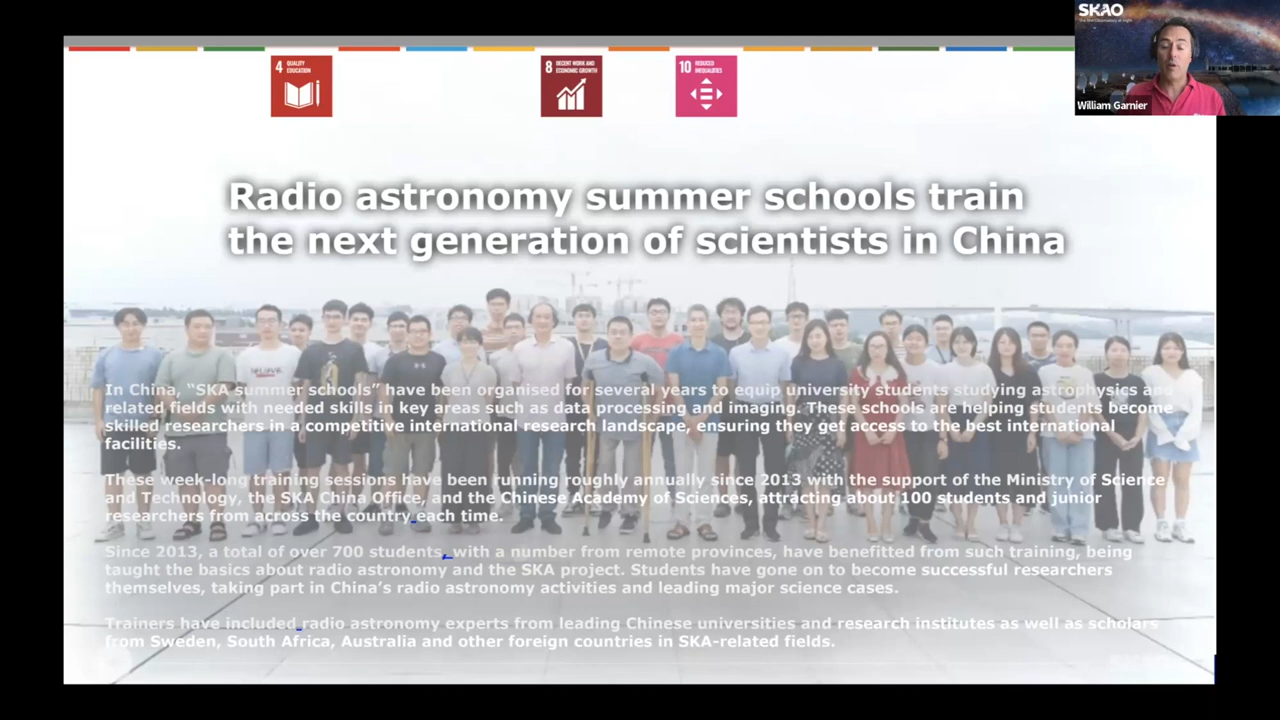 SKAO
William Garnier
4 QUALITY EDUCATION
8 DECENT WORK AND ECONOMIC GROWTH
10 REDUCED INEQUALITIES
Radio astronomy summer schools train
the next generation of scientists in China
In China, “SKA summer schools” have been organised for several years to equip university students studying astrophysics and
related fields with needed skills in key areas such as data processing and imaging. These schools are helping students become
skilled researchers in a competitive international research landscape, ensuring they get access to the best international
facilities.
These week-long training sessions have been running roughly annually since 2013 with the support of the Ministry of Science
and Technology, the SKA China Office, and the Chinese Academy of Sciences, attracting about 100 students and junior
researchers from across the country each time.
Since 2013, a total of over 700 students, with a number from remote provinces, have benefitted from such training, being
taught the basics about radio astronomy and the SKA project. Students have gone on to become successful researchers
themselves, taking part in China’s radio astronomy activities and leading major science cases.
Trainers have included radio astronomy experts from leading Chinese universities and research institutes as well as scholars
from Sweden, South Africa, Australia and other foreign countries in SKA-related fields.